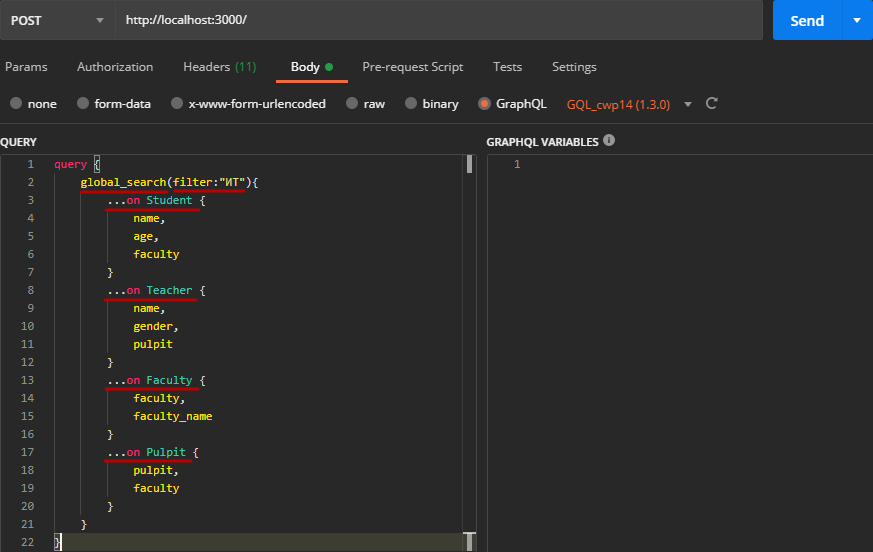 POST http://localhost:3000/ Send
Params Authorization Headers (11) Body Pre-request Script Tests Settings
none form-data x-www-form-urlencoded raw binary GraphQL GQL_cwp14 (1.3.0)
QUERY GRAPHQL VARIABLES
1 query { 1
2 global_search(filter:"ИТ"){
3 ...on Student {
4 name,
5 age,
6 faculty
7 }
8 ...on Teacher {
9 name,
10 gender,
11 pulpit
12 }
13 ...on Faculty {
14 faculty,
15 faculty_name
16 }
17 ...on Pulpit {
18 pulpit,
19 faculty
20 }
21 }
22 }